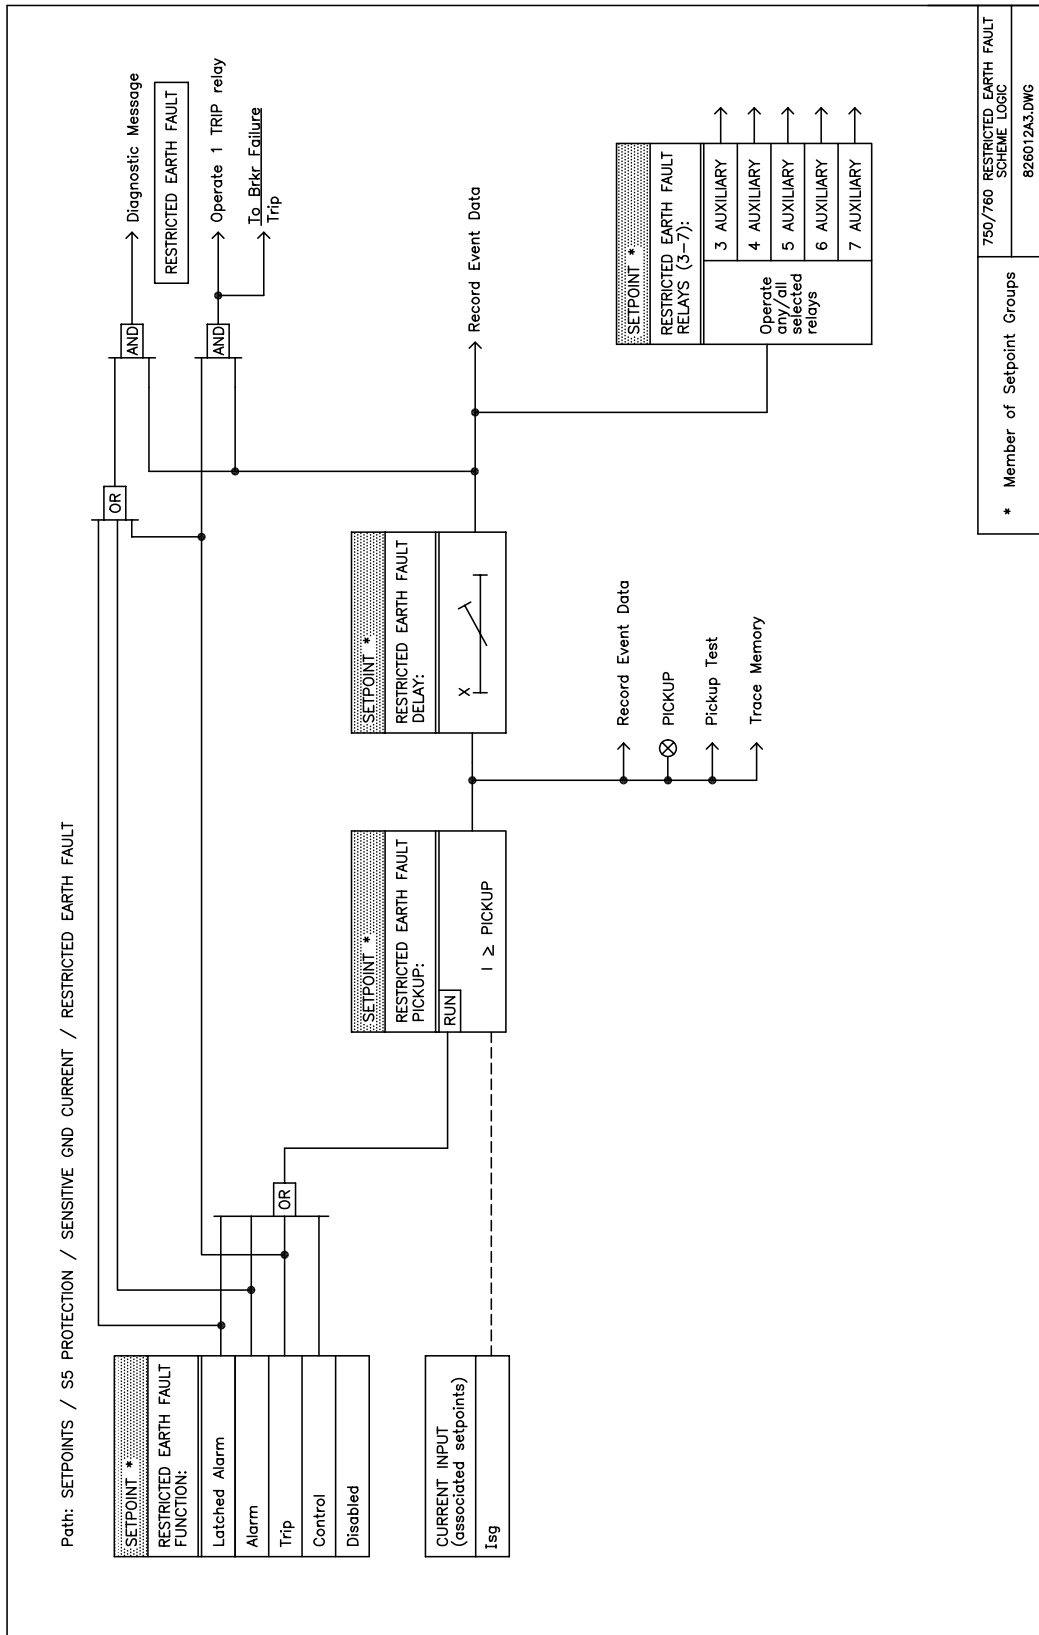 Path: SETPOINTS / S5 PROTECTION / SENSITIVE GND CURRENT / RESTRICTED EARTH FAULT
SETPOINT *
RESTRICTED EARTH FAULT
FUNCTION:
Latched Alarm
Alarm
Trip
Control
Disabled
CURRENT INPUT
(associated setpoints)
Isg
OR
SETPOINT *
RESTRICTED EARTH FAULT
PICKUP:
RUN
I ≥ PICKUP
SETPOINT *
RESTRICTED EARTH FAULT
DELAY:
X
Record Event Data
PICKUP
Pickup Test
Trace Memory
OR
AND
Diagnostic Message
RESTRICTED EARTH FAULT
AND
Operate 1 TRIP relay
To Brkr Failure
Trip
Record Event Data
SETPOINT *
RESTRICTED EARTH FAULT
RELAYS (3–7):
Operate
any/all
selected
relays
3 AUXILIARY
4 AUXILIARY
5 AUXILIARY
6 AUXILIARY
7 AUXILIARY
* Member of Setpoint Groups
750/760 RESTRICTED EARTH FAULT
SCHEME LOGIC
826012A3.DWG